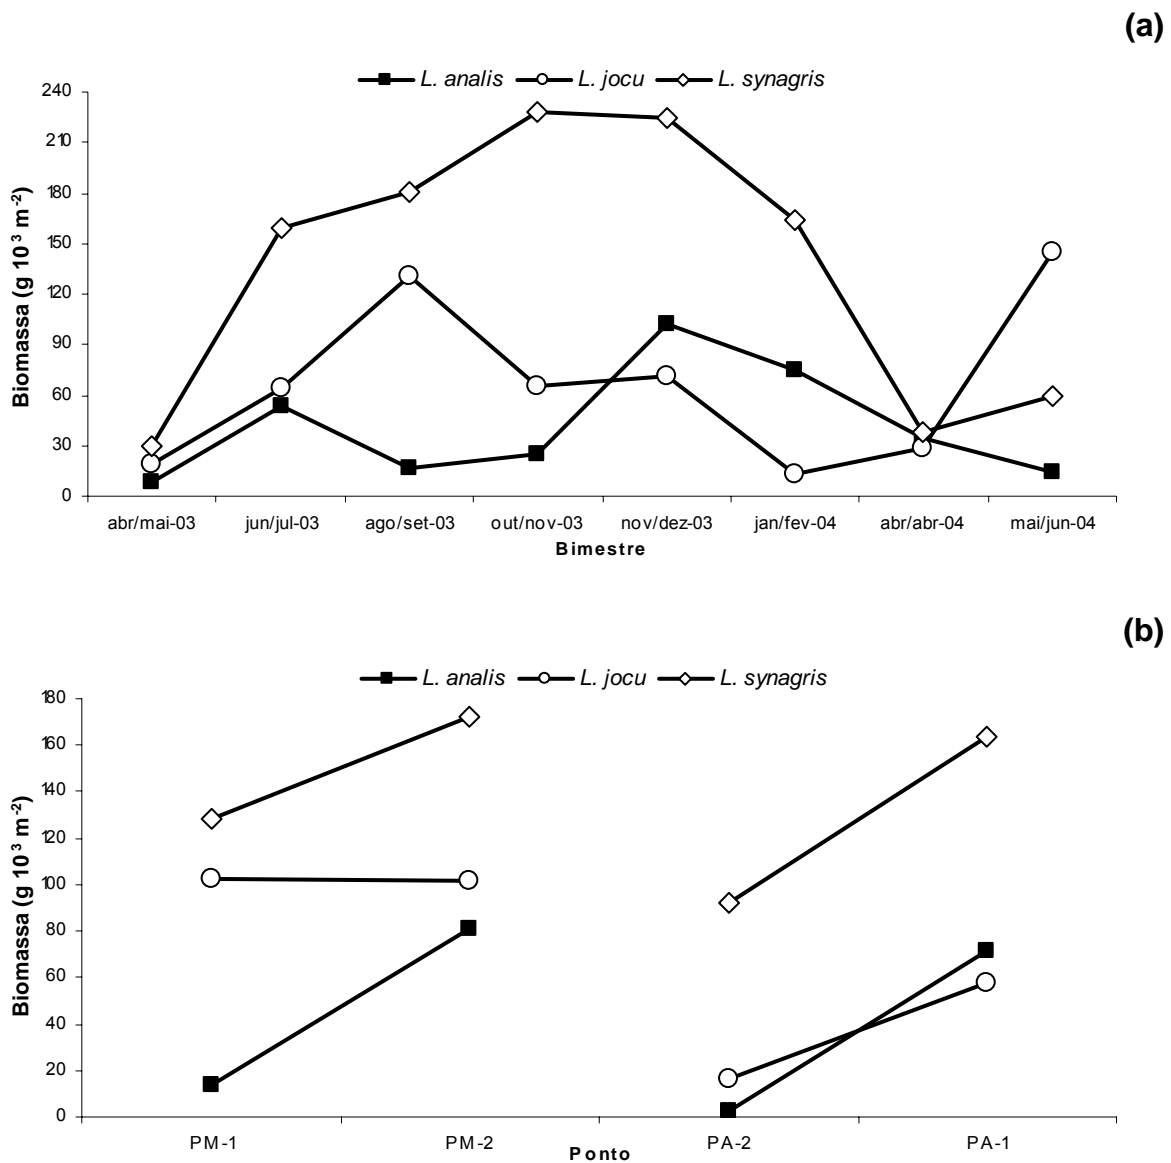 (a)
L. analis L. jocu L. synagris
240
210
180
150
120
90
60
30
0
Biomassa (g 10³ m⁻²)
abr/mai-03 jun/jul-03 ago/set-03 out/nov-03 nov/dez-03 jan/fev-04 abr/abr-04 mai/jun-04
Bimestre
(b)
L. analis L. jocu L. synagris
180
160
140
120
100
80
60
40
20
0
Biomassa (g 10³ m⁻²)
PM-1 PM-2 PA-2 PA-1
Ponto